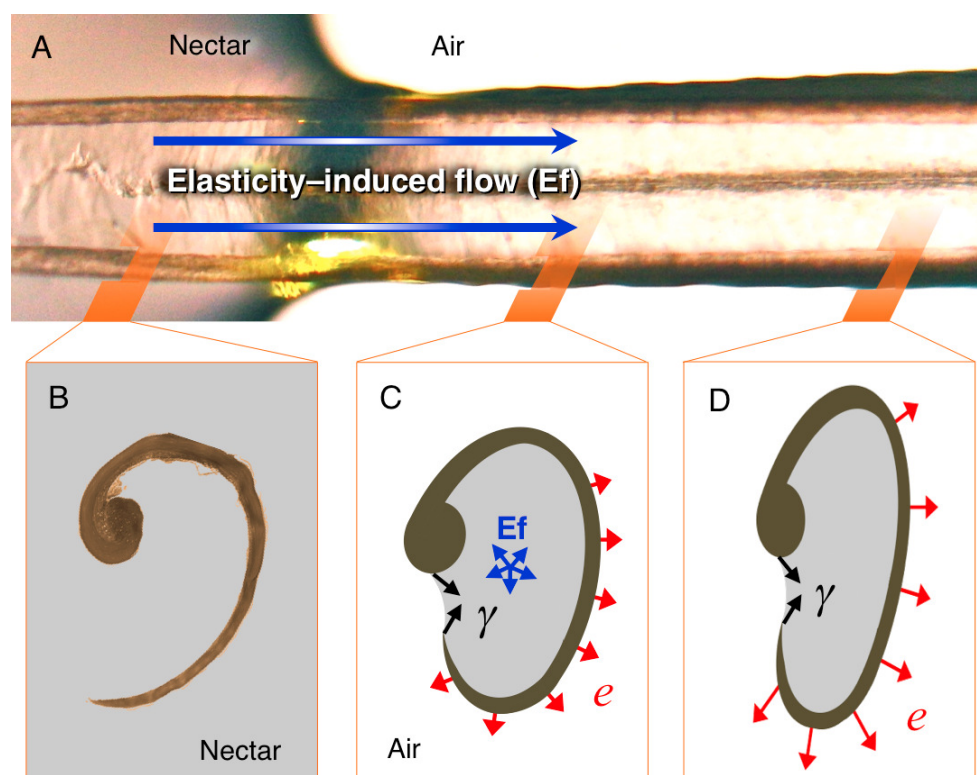 A
Nectar
Air
Elasticity–induced flow (Ef)
B
Nectar
C
Ef
γ
e
Air
D
γ
e